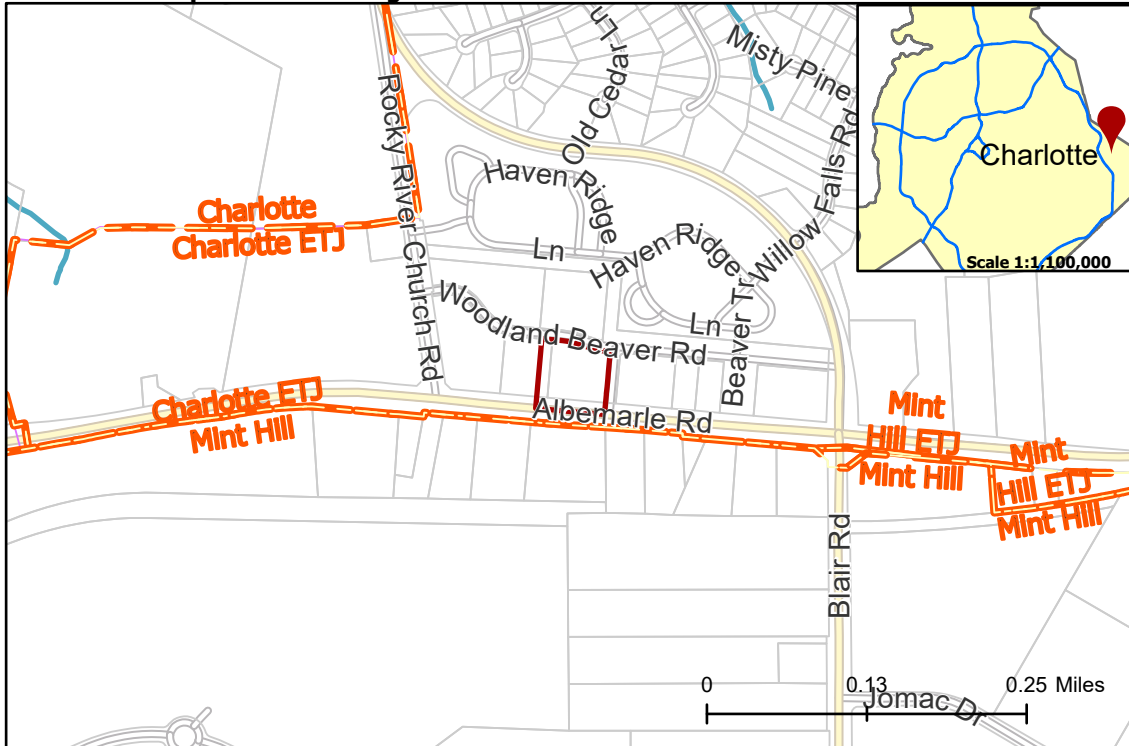 Old Cedar Ln
Misty Pine
Rocky River Church Rd
Willow Falls Rd
Charlotte
Scale 1:1,100,000
Haven Ridge
Ln
Charlotte
Charlotte ETJ
Haven Ridge
Ln
Woodland Beaver Rd
Beaver Tr
Charlotte ETJ
Mint Hill
Albemarle Rd
Mint
Hill ETJ
Mint Hill
Mint
Hill ETJ
Mint Hill
Blair Rd
0
0.13
0.25 Miles
Jomac Dr